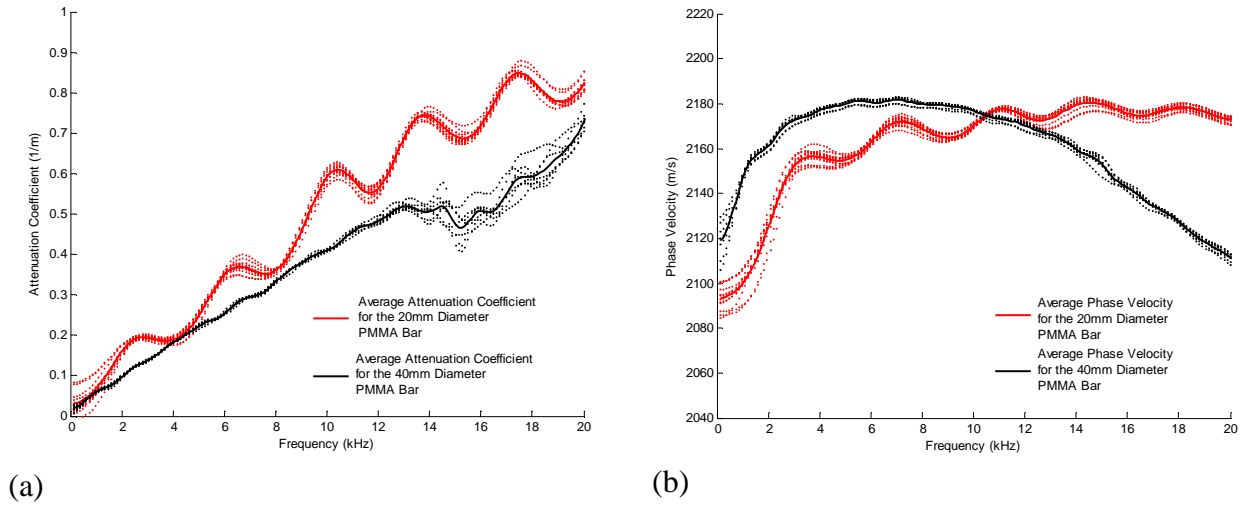 1
0.9
0.8
0.7
0.6
0.5
0.4
0.3
0.2
0.1
0
Attenuation Coefficient (1/m)
Average Attenuation Coefficient
for the 20mm Diameter
PMMA Bar
Average Attenuation Coefficient
for the 40mm Diameter
PMMA Bar
0 2 4 6 8 10 12 14 16 18 20
Frequency (kHz)
(a)
2220
2200
2180
2160
2140
2120
2100
2080
2060
2040
Phase Velocity (m/s)
Average Phase Velocity
for the 20mm Diameter
PMMA Bar
Average Phase Velocity
for the 40mm Diameter
PMMA Bar
0 2 4 6 8 10 12 14 16 18 20
Frequency (kHz)
(b)